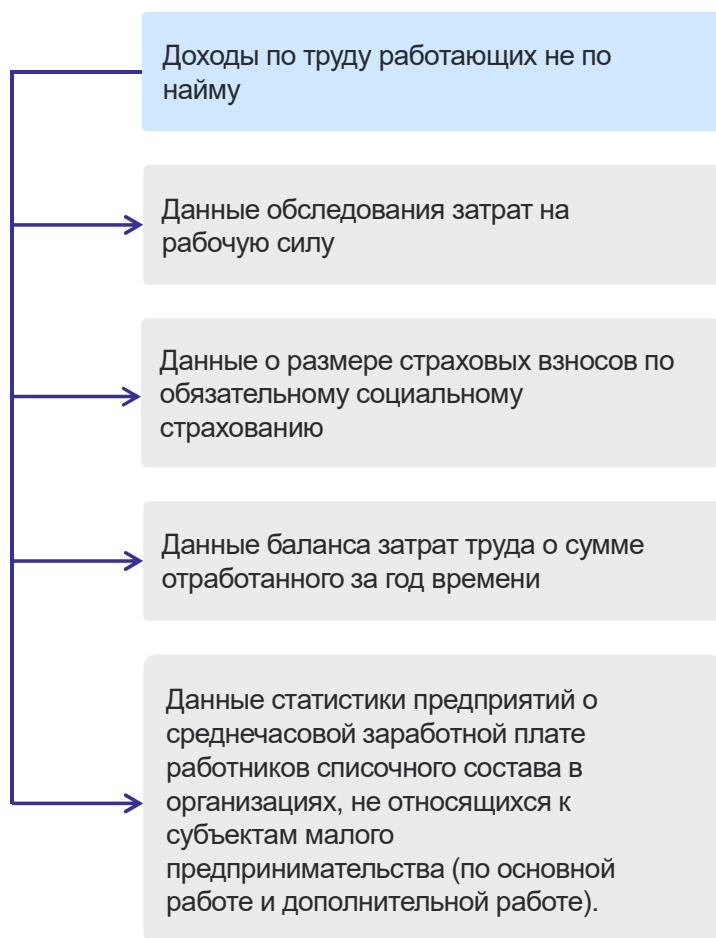 Доходы по труду работающих не по
найму
Данные обследования затрат на
рабочую силу
Данные о размере страховых взносов по
обязательному социальному
страхованию
Данные баланса затрат труда о сумме
отработанного за год времени
Данные статистики предприятий о
среднечасовой заработной плате
работников списочного состава в
организациях, не относящихся к
субъектам малого
предпринимательства (по основной
работе и дополнительной работе).